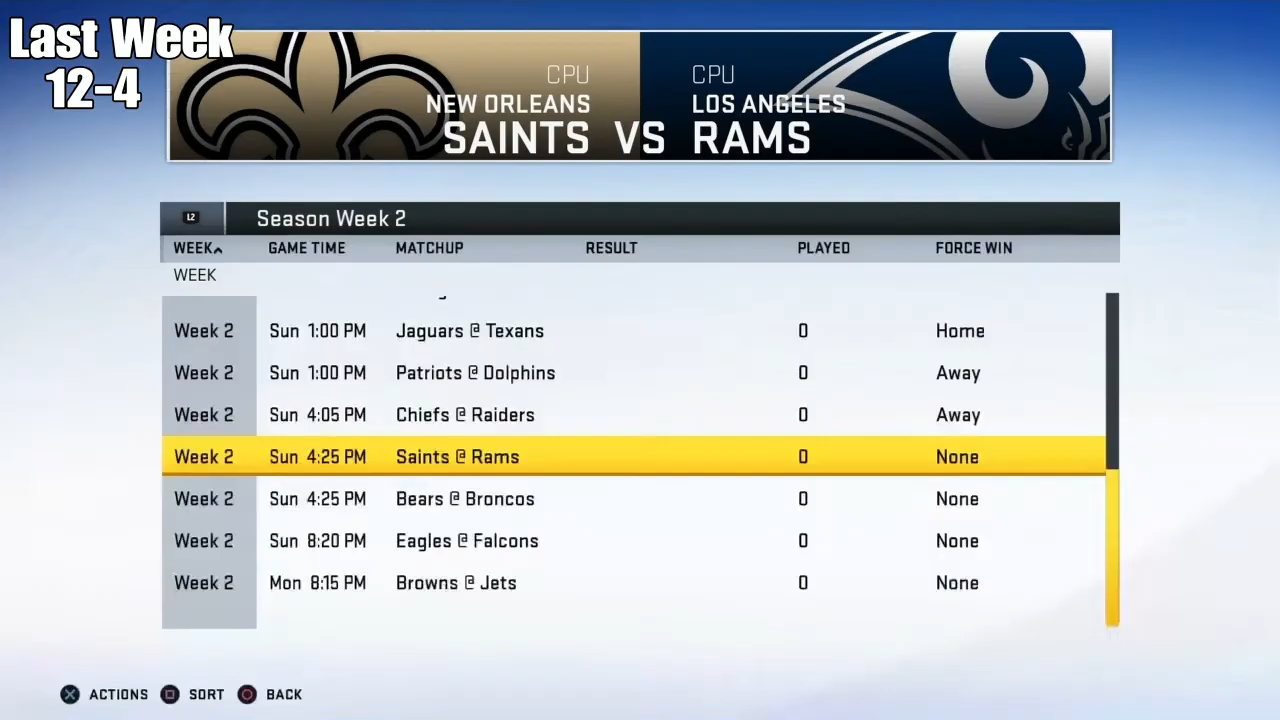 Last Week
12-4
CPU CPU
NEW ORLEANS LOS ANGELES
SAINTS VS RAMS
L2 Season Week 2
WEEK GAME TIME MATCHUP RESULT PLAYED FORCE WIN
WEEK
Week 2 Sun 1:00 PM Jaguars @ Texans 0 Home
Week 2 Sun 1:00 PM Patriots @ Dolphins 0 Away
Week 2 Sun 4:05 PM Chiefs @ Raiders 0 Away
Week 2 Sun 4:25 PM Saints @ Rams 0 None
Week 2 Sun 4:25 PM Bears @ Broncos 0 None
Week 2 Sun 8:20 PM Eagles @ Falcons 0 None
Week 2 Mon 8:15 PM Browns @ Jets 0 None
ACTIONS SORT BACK